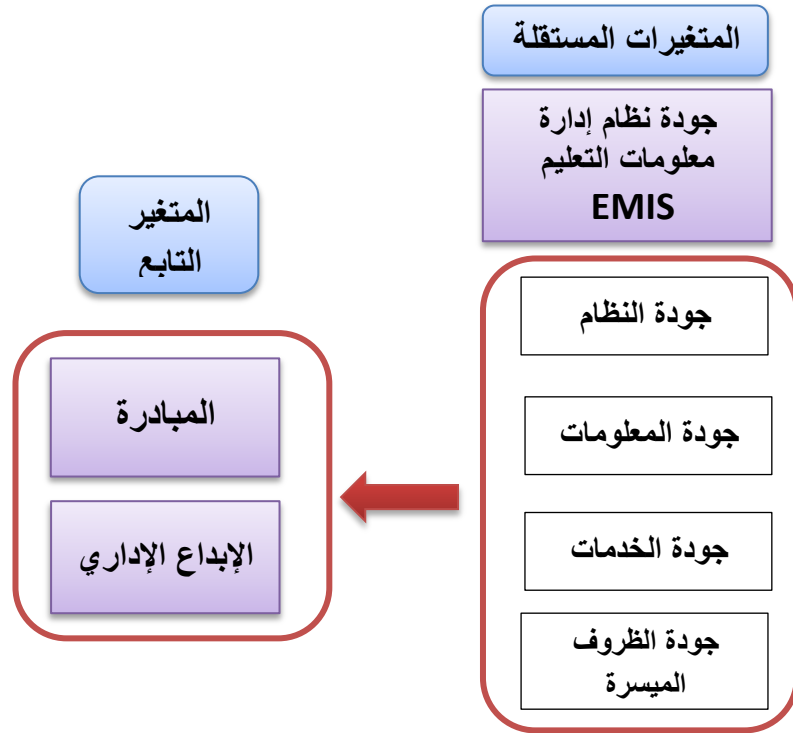 المتغيرات المستقلة
جودة نظام إدارة
معلومات التعليم
EMIS
جودة النظام
جودة المعلومات
جودة الخدمات
جودة الظروف
الميسرة
المتغير
التابع
المبادرة
الإبداع الإداري